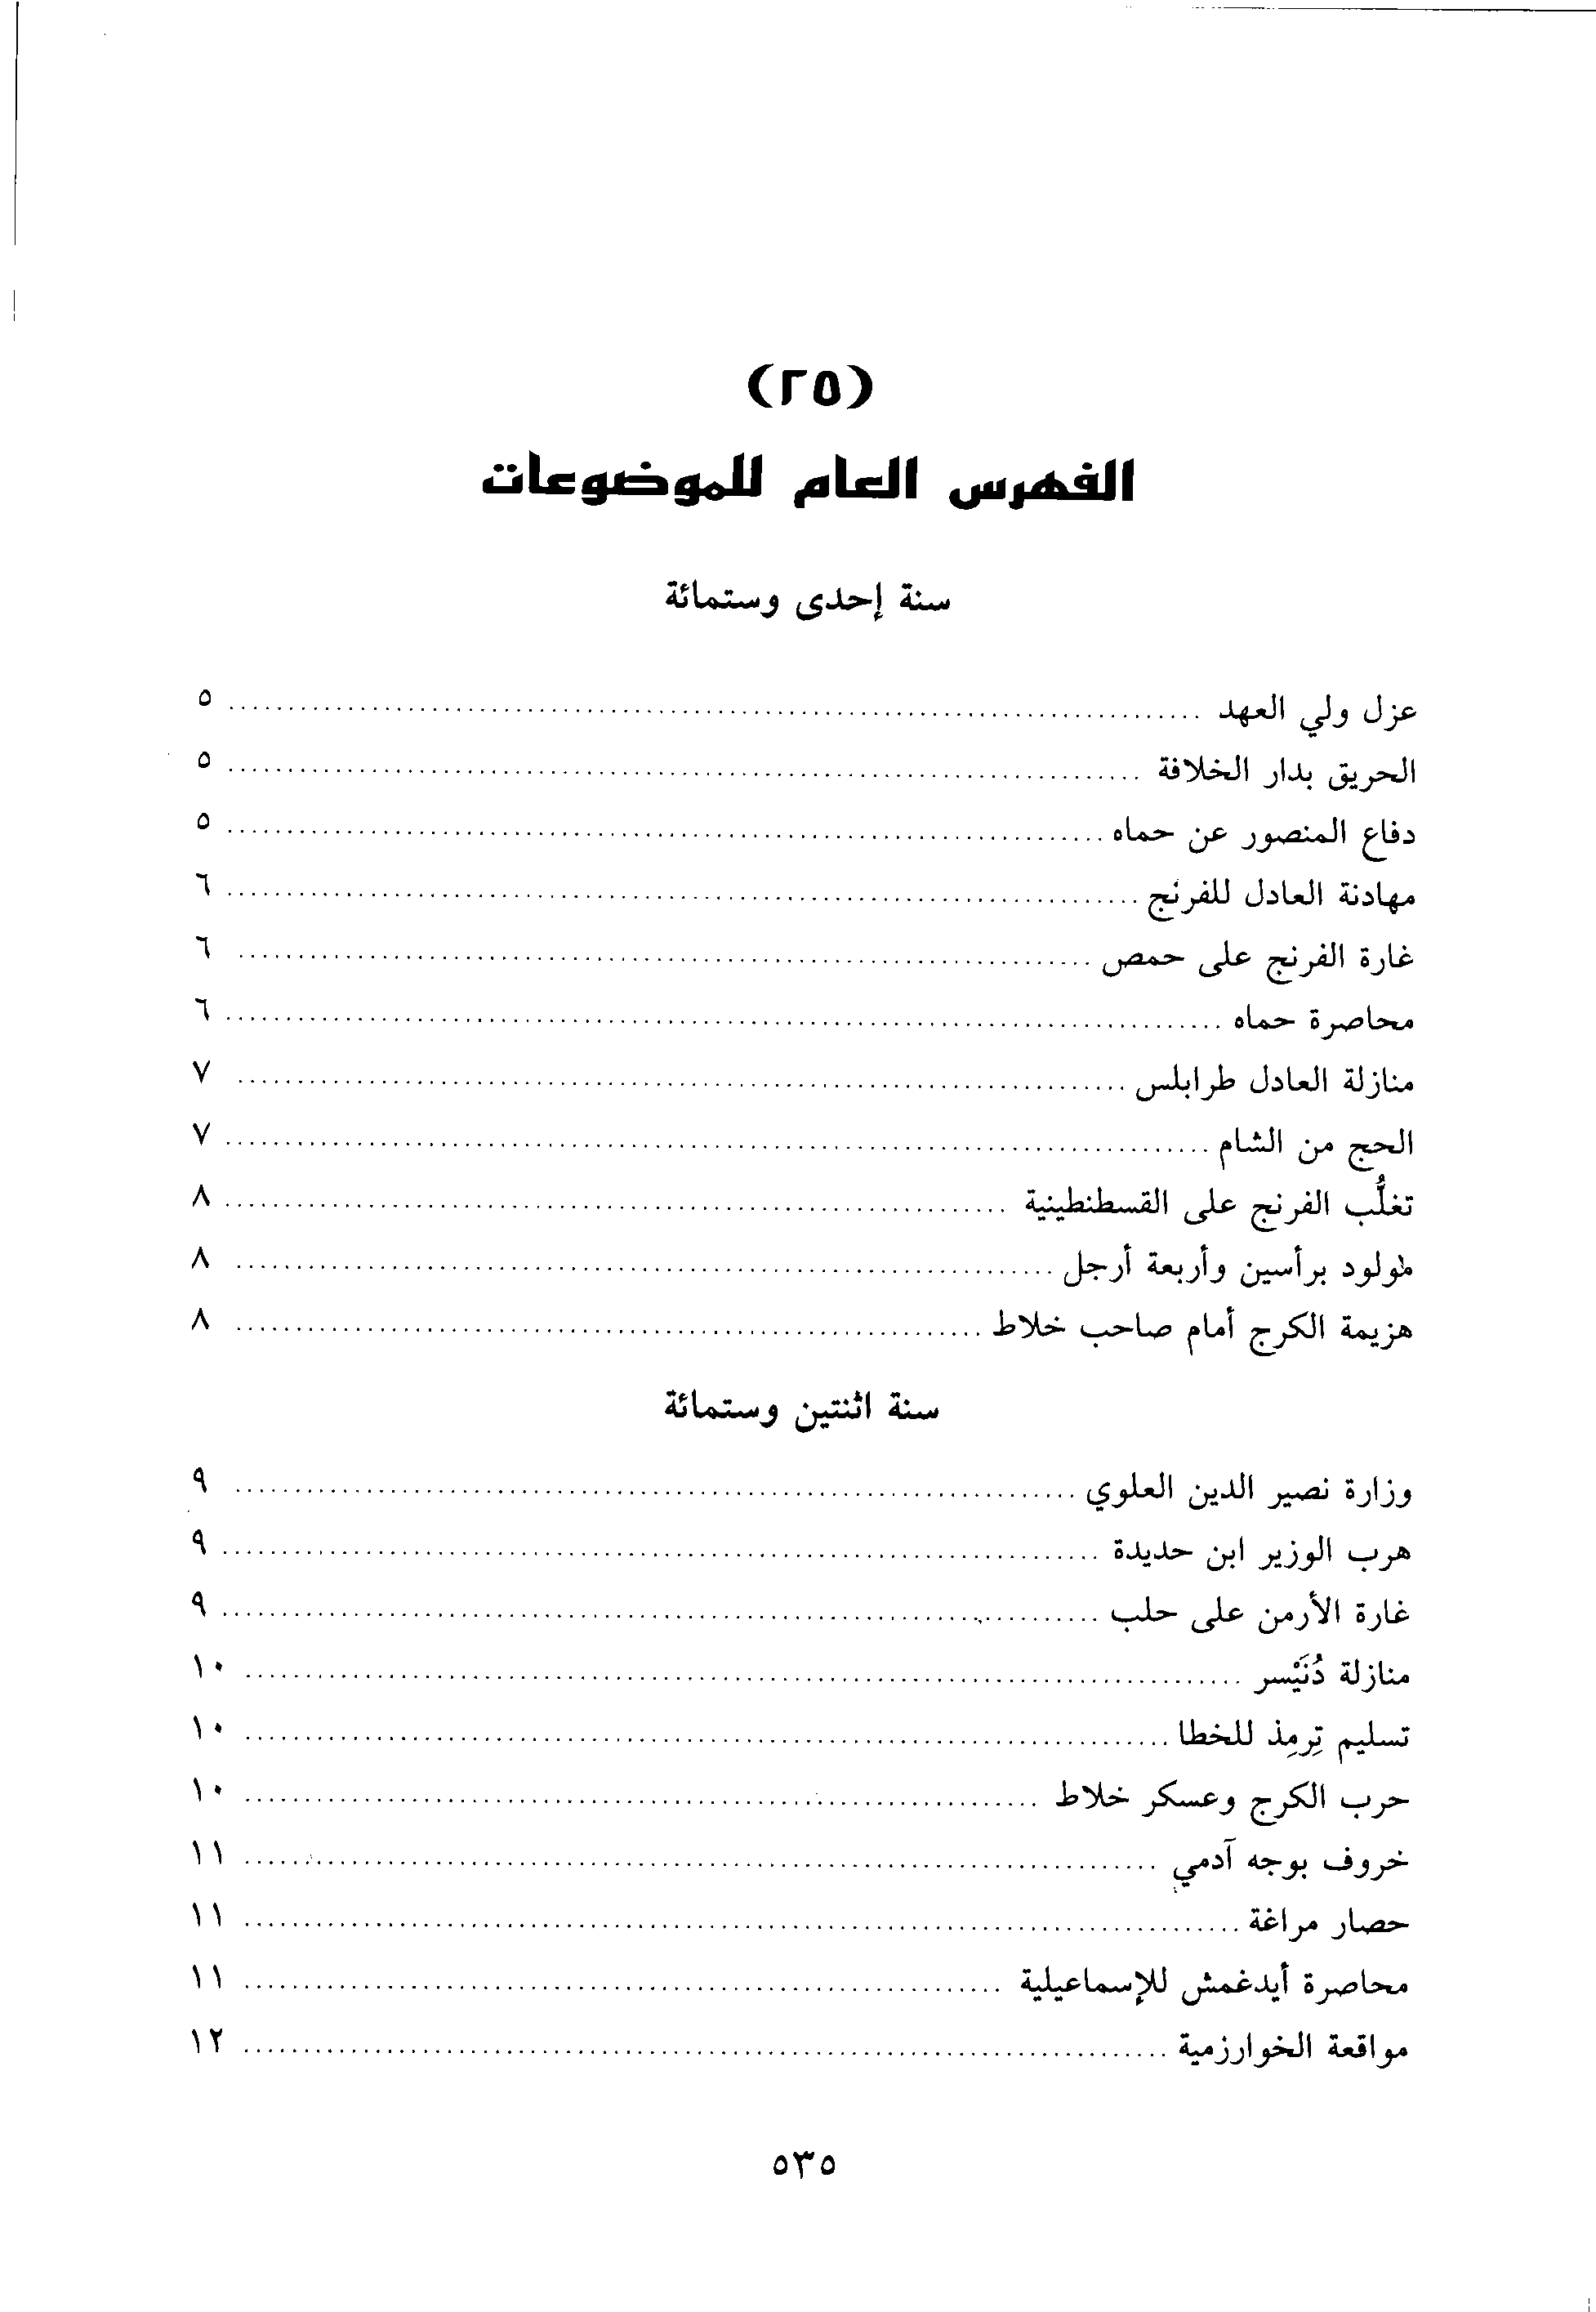 (٢٥)
الفهرس العام للموضوعات
سنة إحدى وستمائة
عزل ولي العهد ........ ٥
الحريق بدار الخلافة ........ ٥
دفاع المنصور عن حماه ........ ٥
مهادنة العادل للفرنج ........ ٦
غارة الفرنج على حمص ........ ٦
محاصرة حماه ........ ٦
منازلة العادل طرابلس ........ ٧
الحج من الشام ........ ٧
تغلُّب الفرنج على القسطنطينية ........ ٨
مولود برأسين وأربعة أرجل ........ ٨
هزيمة الكرج أمام صاحب خلاط ........ ٨
سنة اثنتين وستمائة
وزارة نصير الدين العلوي ........ ٩
هرب الوزير ابن حديدة ........ ٩
غارة الأرمن على حلب ........ ٩
منازلة دُنَيْسر ........ ١٠
تسليم تِرمِذ للخطا ........ ١٠
حرب الكرج وعسكر خلاط ........ ١٠
خروف بوجه آدمي ........ ١١
حصار مراغة ........ ١١
محاصرة أيدغمش للإسماعيلية ........ ١١
مواقعة الخوارزمية ........ ١٢
٥٣٥